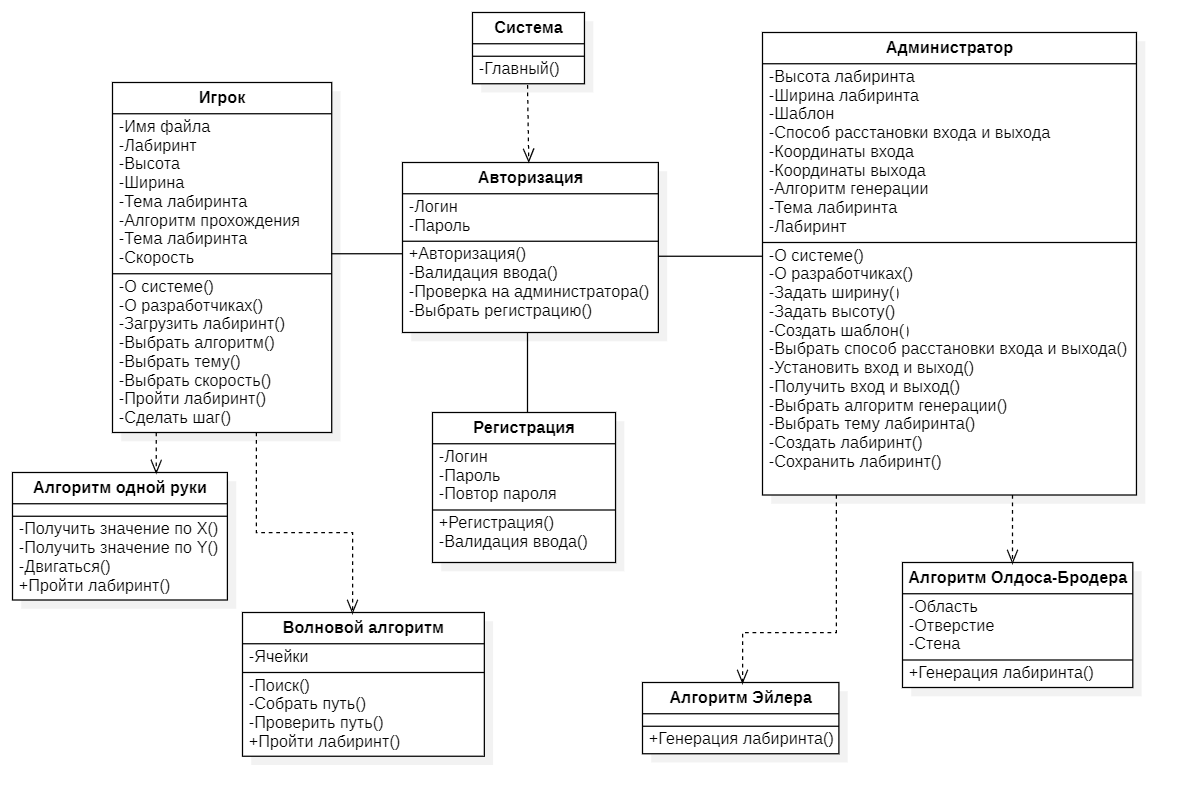 Система
-Главный()
Игрок
-Имя файла
-Лабиринт
-Высота
-Ширина
-Тема лабиринта
-Алгоритм прохождения
-Тема лабиринта
-Скорость
-О системе()
-О разработчиках()
-Загрузить лабиринт()
-Выбрать алгоритм()
-Выбрать тему()
-Выбрать скорость()
-Пройти лабиринт()
-Сделать шаг()
Авторизация
-Логин
-Пароль
+Авторизация()
-Валидация ввода()
-Проверка на администратора()
-Выбрать регистрацию()
Администратор
-Высота лабиринта
-Ширина лабиринта
-Шаблон
-Способ расстановки входа и выхода
-Координаты входа
-Координаты выхода
-Алгоритм генерации
-Тема лабиринта
-Лабиринт
-О системе()
-О разработчиках()
-Задать ширину()
-Задать высоту()
-Создать шаблон()
-Выбрать способ расстановки входа и выхода()
-Установить вход и выход()
-Получить вход и выход()
-Выбрать алгоритм генерации()
-Выбрать тему лабиринта()
-Создать лабиринт()
-Сохранить лабиринт()
Регистрация
-Логин
-Пароль
-Повтор пароля
+Регистрация()
-Валидация ввода()
Алгоритм одной руки
-Получить значение по X()
-Получить значение по Y()
-Двигаться()
+Пройти лабиринт()
Волновой алгоритм
-Ячейки
-Поиск()
-Собрать путь()
-Проверить путь()
+Пройти лабиринт()
Алгоритм Эйлера
+Генерация лабиринта()
Алгоритм Олдоса-Бродера
-Область
-Отверстие
-Стена
+Генерация лабиринта()